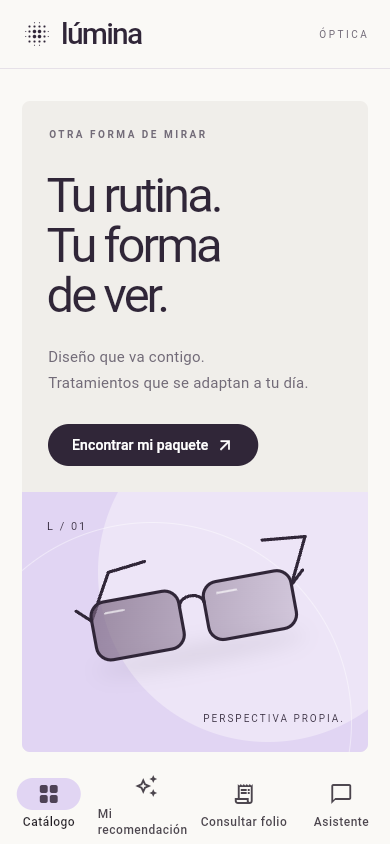 lúmina
ÓPTICA
OTRA FORMA DE MIRAR
Tu rutina.
Tu forma
de ver.
Diseño que va contigo.
Tratamientos que se adaptan a tu día.
Encontrar mi paquete
L / 01
PERSPECTIVA PROPIA.
Catálogo
Mi
recomendación
Consultar folio
Asistente